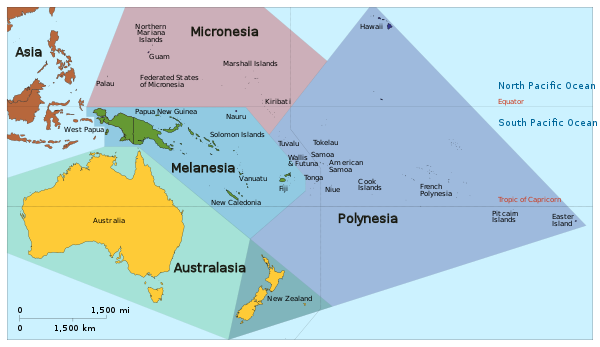 Hawaii
Northern
Mariana
Islands
Micronesia
Asia
Guam
Marshall Islands
Palau
Federated States
of Micronesia
North Pacific Ocean
Kiribati
Equator
Papua New Guinea
Nauru
South Pacific Ocean
West Papua
Solomon Islands
Tuvalu
Tokelau
Wallis
& Futuna
Samoa
American
Samoa
Melanesia
Vanuatu
Tonga
Fiji
Niue
Cook
Islands
French
Polynesia
New Caledonia
Tropic of Capricorn
Australia
Polynesia
Pitcairn
Islands
Easter
Island
Australasia
New Zealand
0 1,500 mi
0 1,500 km